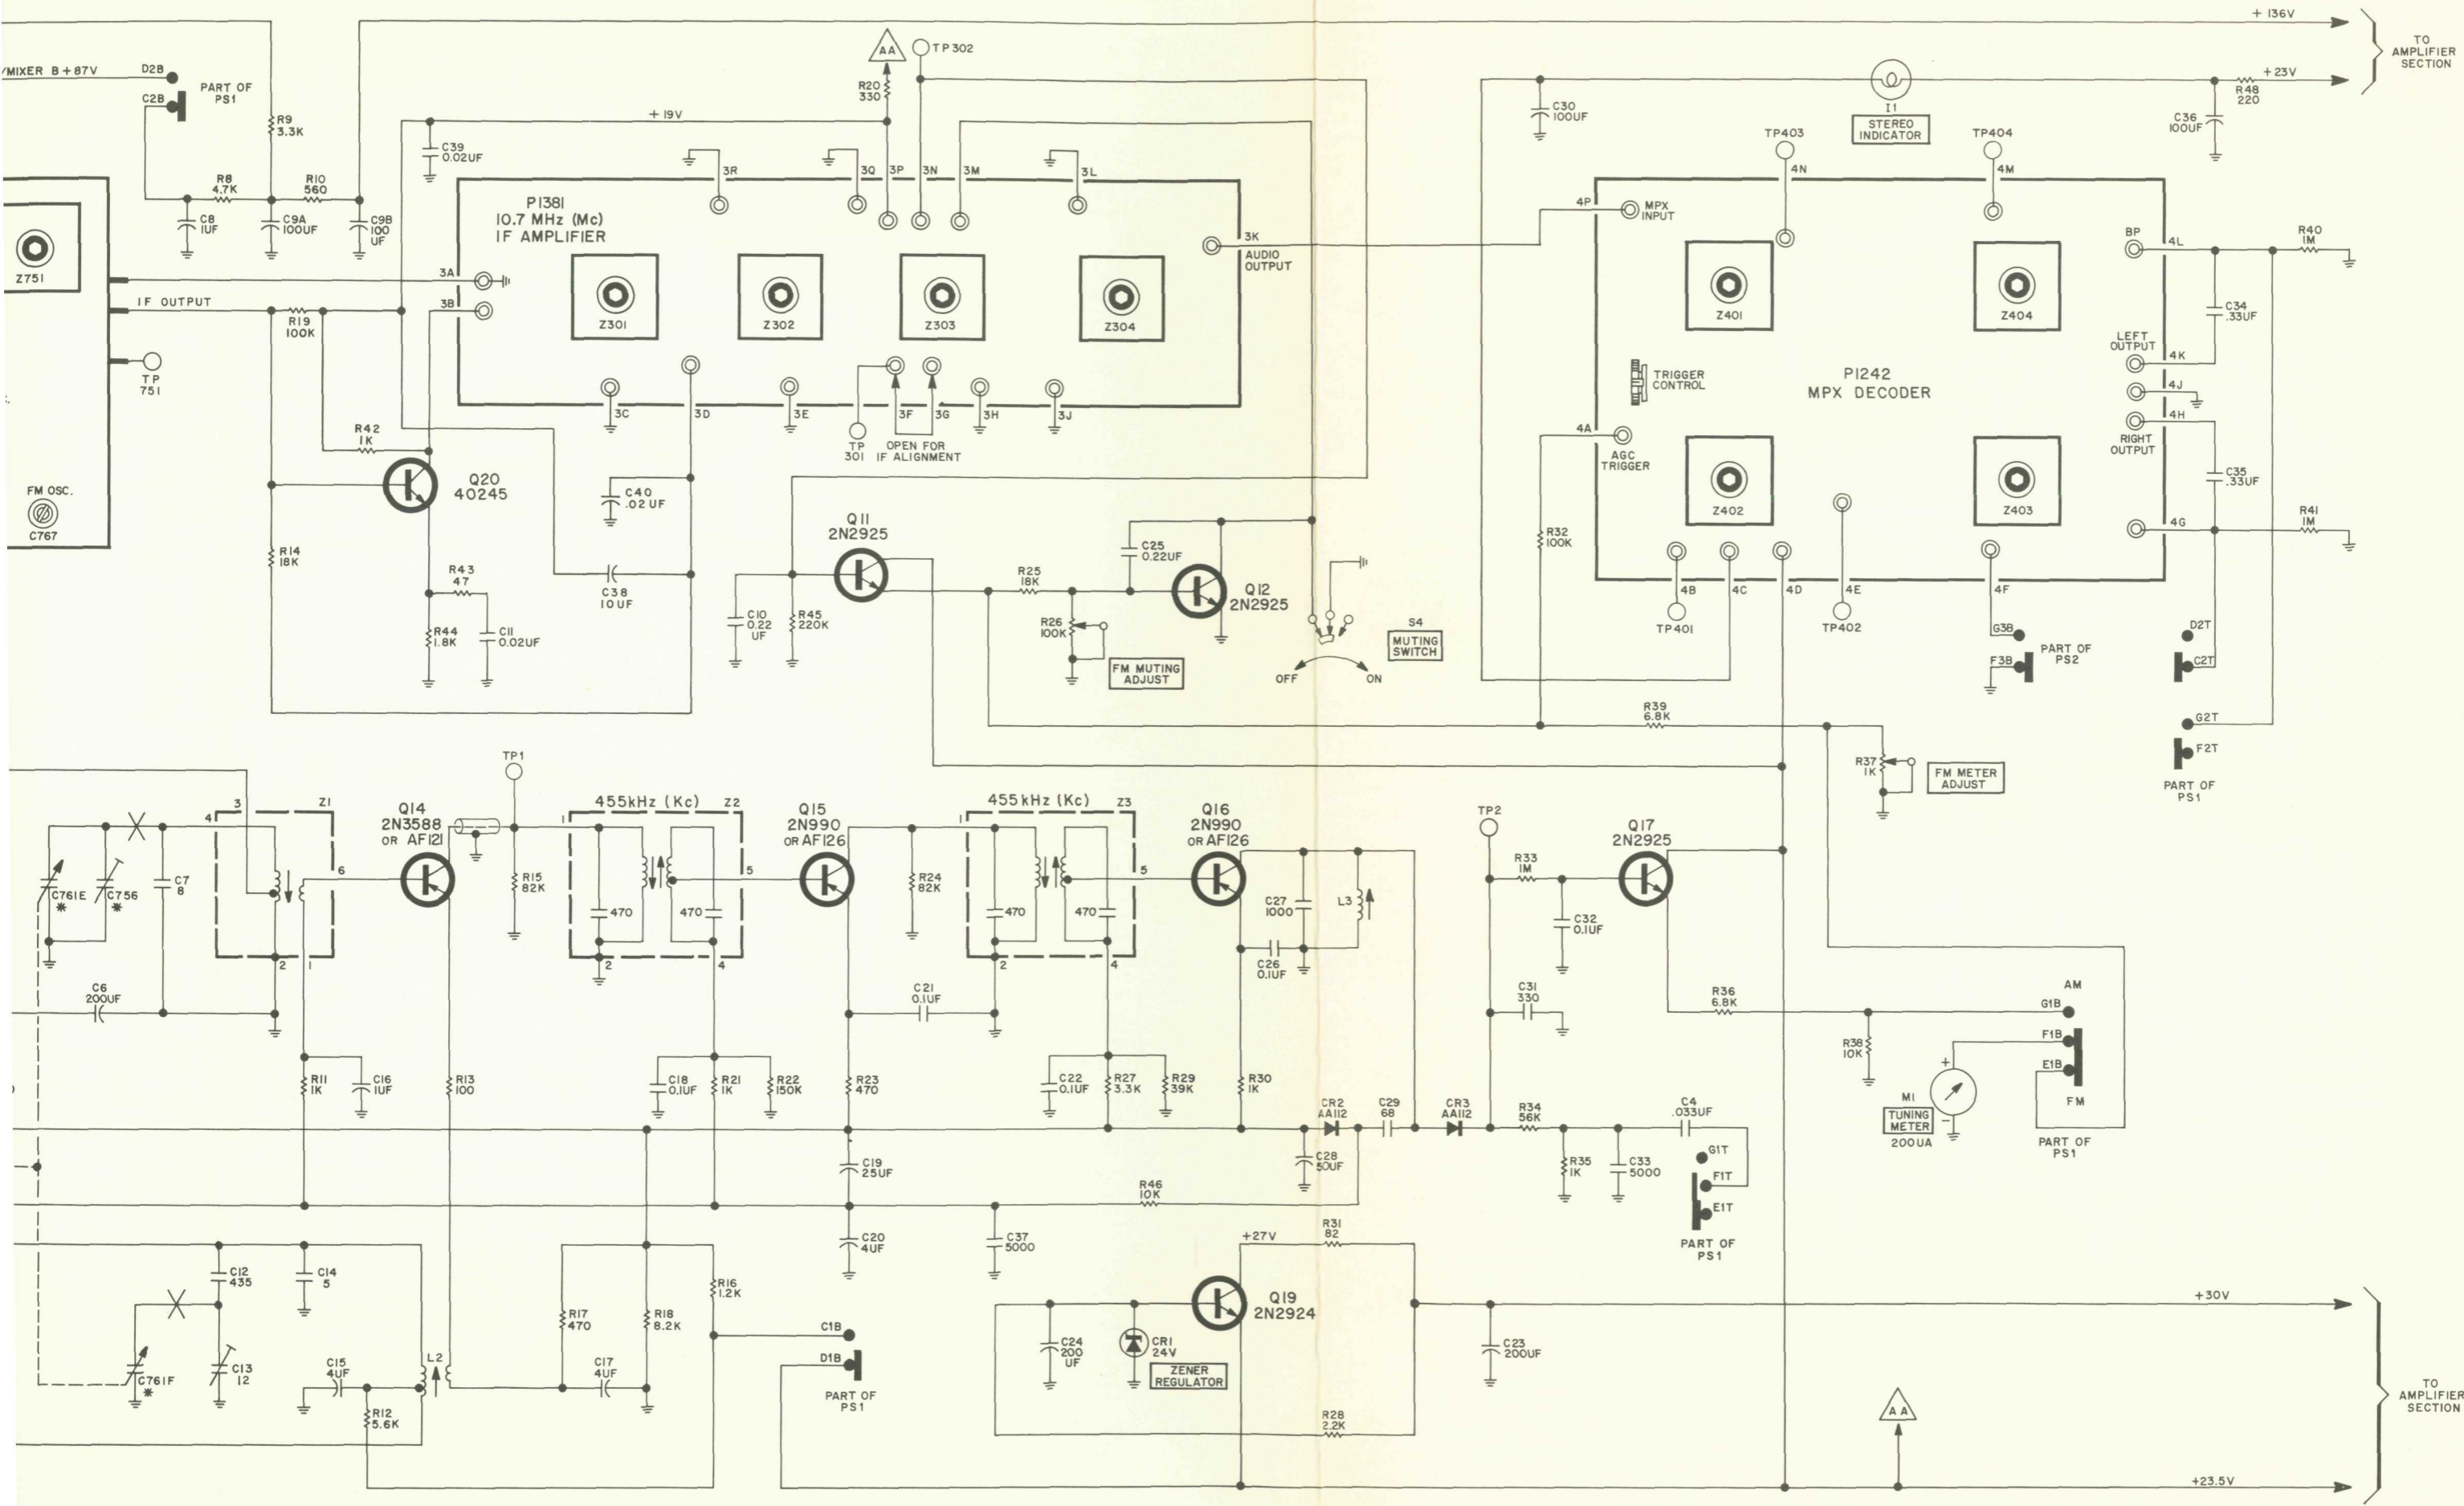 + 136V
TO
AMPLIFIER
SECTION
/MIXER B+87V
D2B
C2B
PART OF
PS1
AA
TP302
R20
330
+23V
R48
220
C30
100UF
I1
STEREO
INDICATOR
C36
100UF
R9
3.3K
+19V
C39
0.02UF
TP403
TP404
R8
4.7K
R10
560
C8
1UF
C9A
100UF
C9B
100
UF
3R
3Q
3P
3N
3M
3L
4N
4M
P1381
10.7 MHz (Mc)
IF AMPLIFIER
3K
AUDIO
OUTPUT
4P
MPX
INPUT
BP
4L
R40
1M
Z751
3A
IF OUTPUT
3B
R19
100K
Z301
Z302
Z303
Z304
Z401
Z404
C34
.33UF
LEFT
OUTPUT
4K
TP
751
TRIGGER
CONTROL
P1242
MPX DECODER
4J
4H
RIGHT
OUTPUT
3C
3D
3E
3F
3G
3H
3J
TP
301
OPEN FOR
IF ALIGNMENT
4A
AGC
TRIGGER
R42
1K
Q20
40245
C40
.02UF
C35
.33UF
Z402
Z403
4G
R41
1M
FM OSC.
C767
Q11
2N2925
R32
100K
R14
18K
R43
47
C38
10UF
C25
0.22UF
R25
18K
Q12
2N2925
4B
4C
4D
4E
4F
R44
1.8K
C11
0.02UF
C10
0.22
UF
R45
220K
R26
100K
FM MUTING
ADJUST
S4
MUTING
SWITCH
OFF
ON
TP401
TP402
G3B
F3B
PART OF
PS2
D2T
C2T
R39
6.8K
G2T
F2T
PART OF
PS1
R37
1K
FM METER
ADJUST
TP1
3
Z1
4
Q14
2N3588
OR AF121
455kHz (Kc)
Z2
1
Q15
2N990
OR AF126
455kHz (Kc)
Z3
1
Q16
2N990
OR AF126
TP2
Q17
2N2925
R33
1M
C761E
*
C756
*
C7
8
6
R15
82K
470
470
5
R24
82K
470
470
5
C27
1000
L3
C32
0.1UF
2
1
2
4
2
4
C26
0.1UF
C6
200UF
C21
0.1UF
C31
330
R36
6.8K
AM
G1B
F1B
E1B
FM
PART OF
PS1
R38
10K
+
M1
TUNING
METER
200UA
−
R11
1K
C16
1UF
R13
100
C18
0.1UF
R21
1K
R22
150K
R23
470
C22
0.1UF
R27
3.3K
R29
39K
R30
1K
CR2
AA112
C29
68
CR3
AA112
R34
56K
C4
.033UF
C19
25UF
C28
50UF
R35
1K
C33
5000
G1T
F1T
E1T
PART OF
PS1
R46
10K
C20
4UF
C37
5000
+27V
R31
82
C12
435
C14
5
R16
1.2K
R17
470
R18
8.2K
Q19
2N2924
+30V
C1B
D1B
PART OF
PS1
C24
200
UF
CR1
24V
ZENER
REGULATOR
C23
200UF
C761F
*
C13
12
C15
4UF
L2
C17
4UF
R12
5.6K
R28
2.2K
AA
TO
AMPLIFIER
SECTION
+23.5V